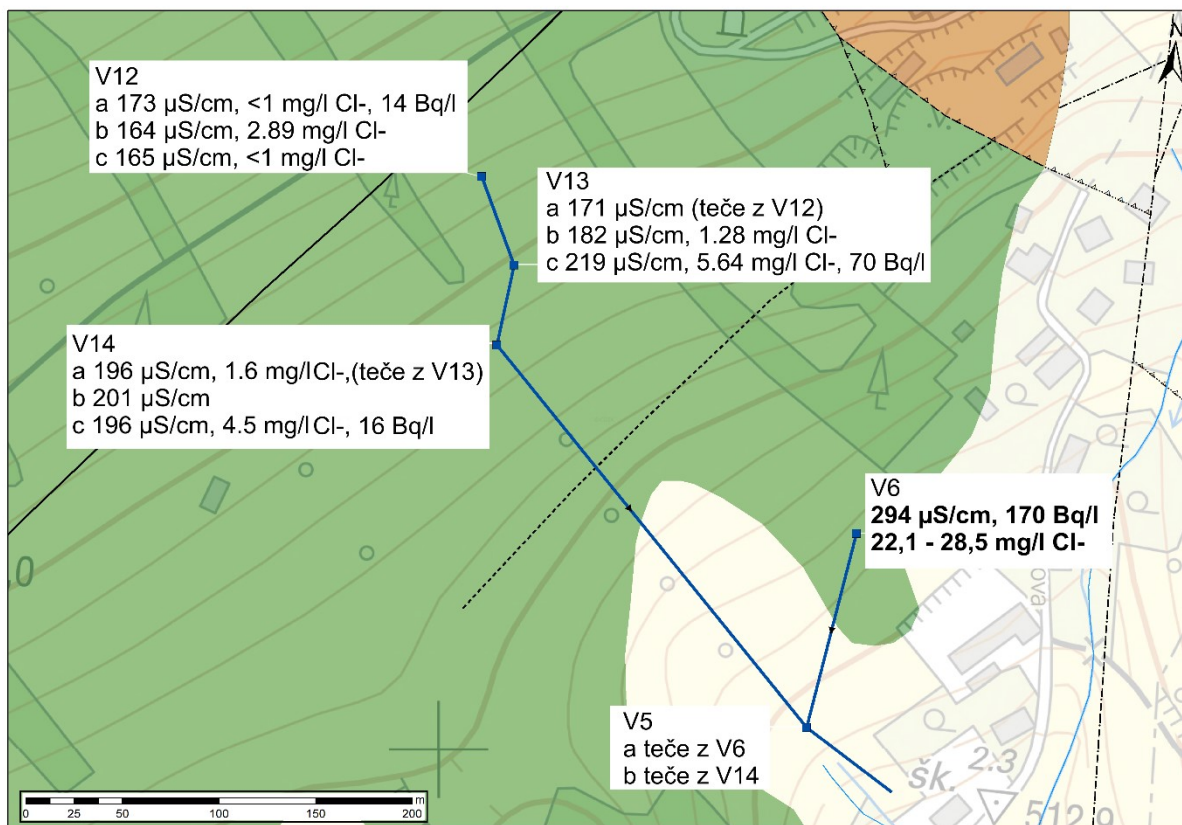 V12
a 173 µS/cm, <1 mg/l Cl-, 14 Bq/l
b 164 µS/cm, 2.89 mg/l Cl-
c 165 µS/cm, <1 mg/l Cl-
V13
a 171 µS/cm (teče z V12)
b 182 µS/cm, 1.28 mg/l Cl-
c 219 µS/cm, 5.64 mg/l Cl-, 70 Bq/l
V14
a 196 µS/cm, 1.6 mg/l Cl-,(teče z V13)
b 201 µS/cm
c 196 µS/cm, 4.5 mg/l Cl-, 16 Bq/l
V6
294 µS/cm, 170 Bq/l
22,1 - 28,5 mg/l Cl-
ova
.0
V5
a teče z V6
b teče z V14
šk. 2.3
512.9
m
0 25 50 100 150 200